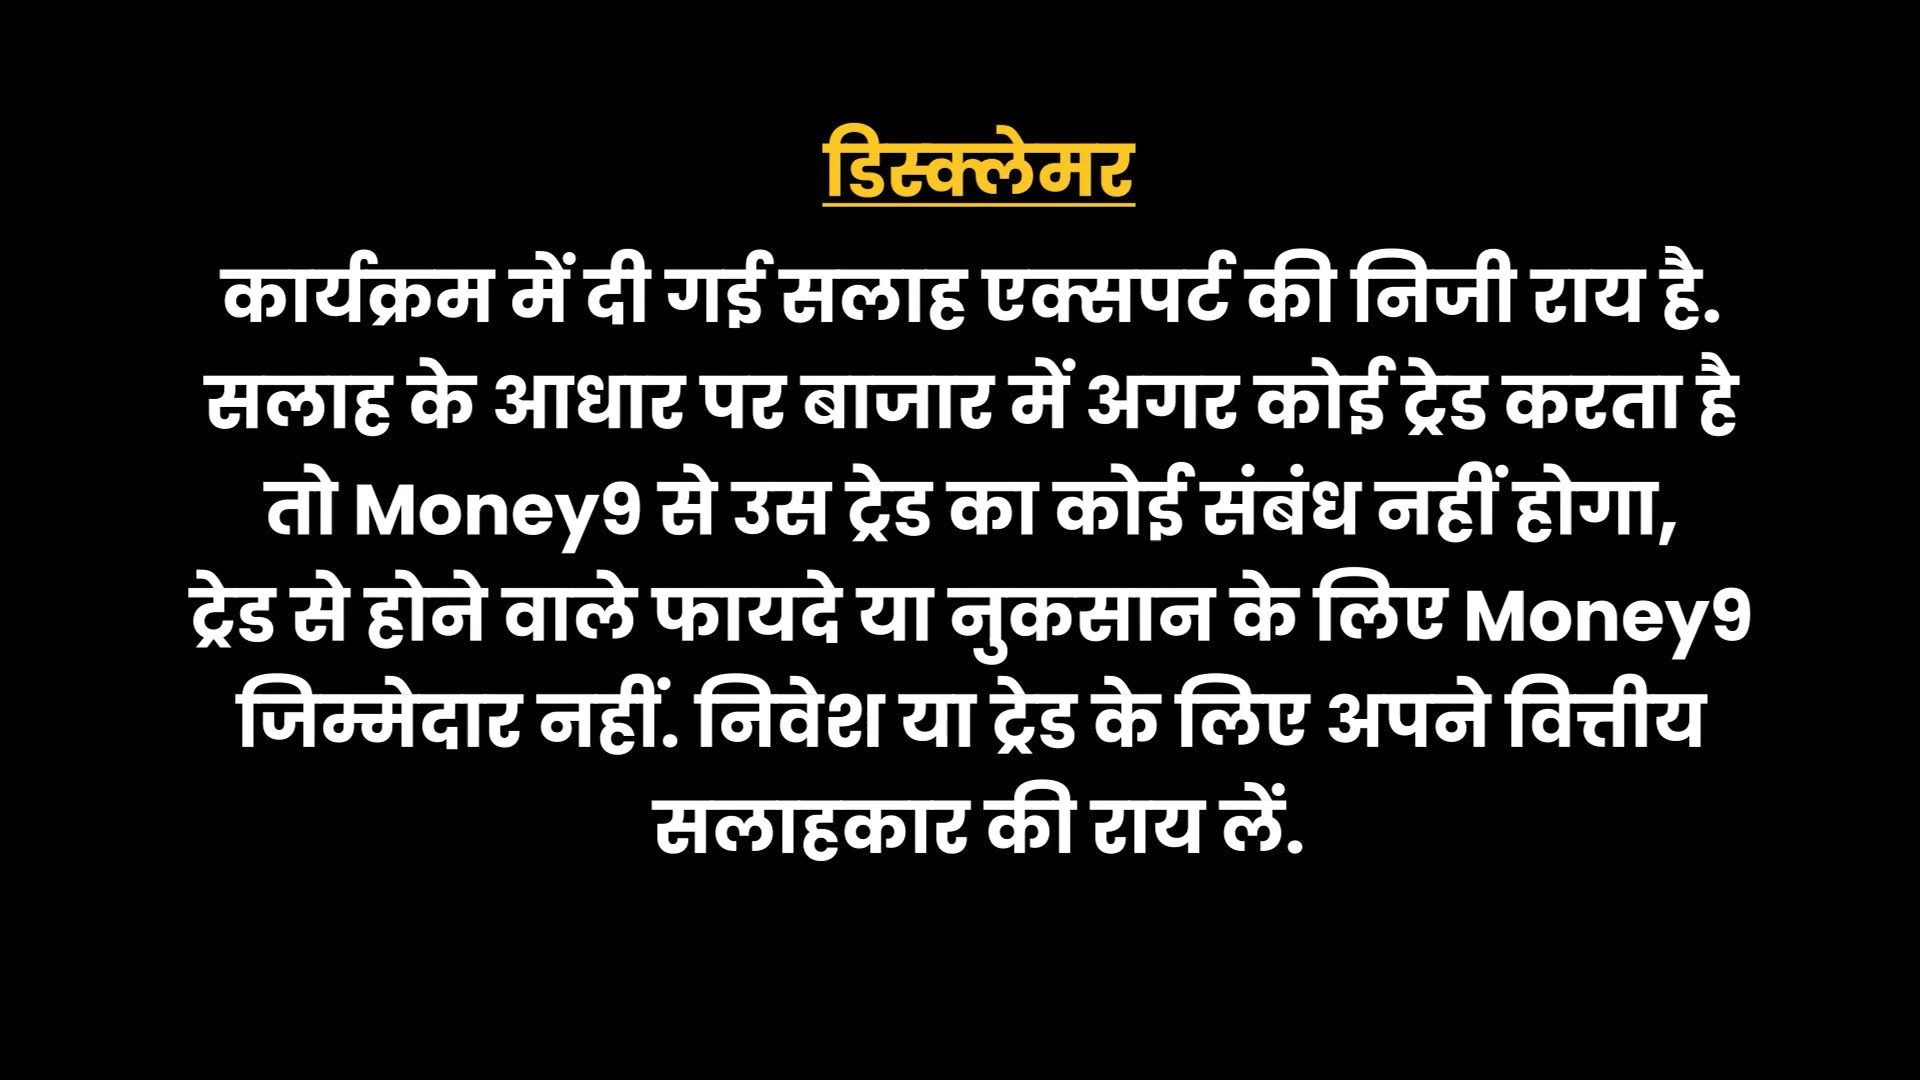 डिस्क्लेमर
कार्यक्रम में दी गई सलाह एक्सपर्ट की निजी राय है.
सलाह के आधार पर बाजार में अगर कोई ट्रेड करता है
तो Money9 से उस ट्रेड का कोई संबंध नहीं होगा,
ट्रेड से होने वाले फायदे या नुकसान के लिए Money9
जिम्मेदार नहीं. निवेश या ट्रेड के लिए अपने वित्तीय
सलाहकार की राय लें.